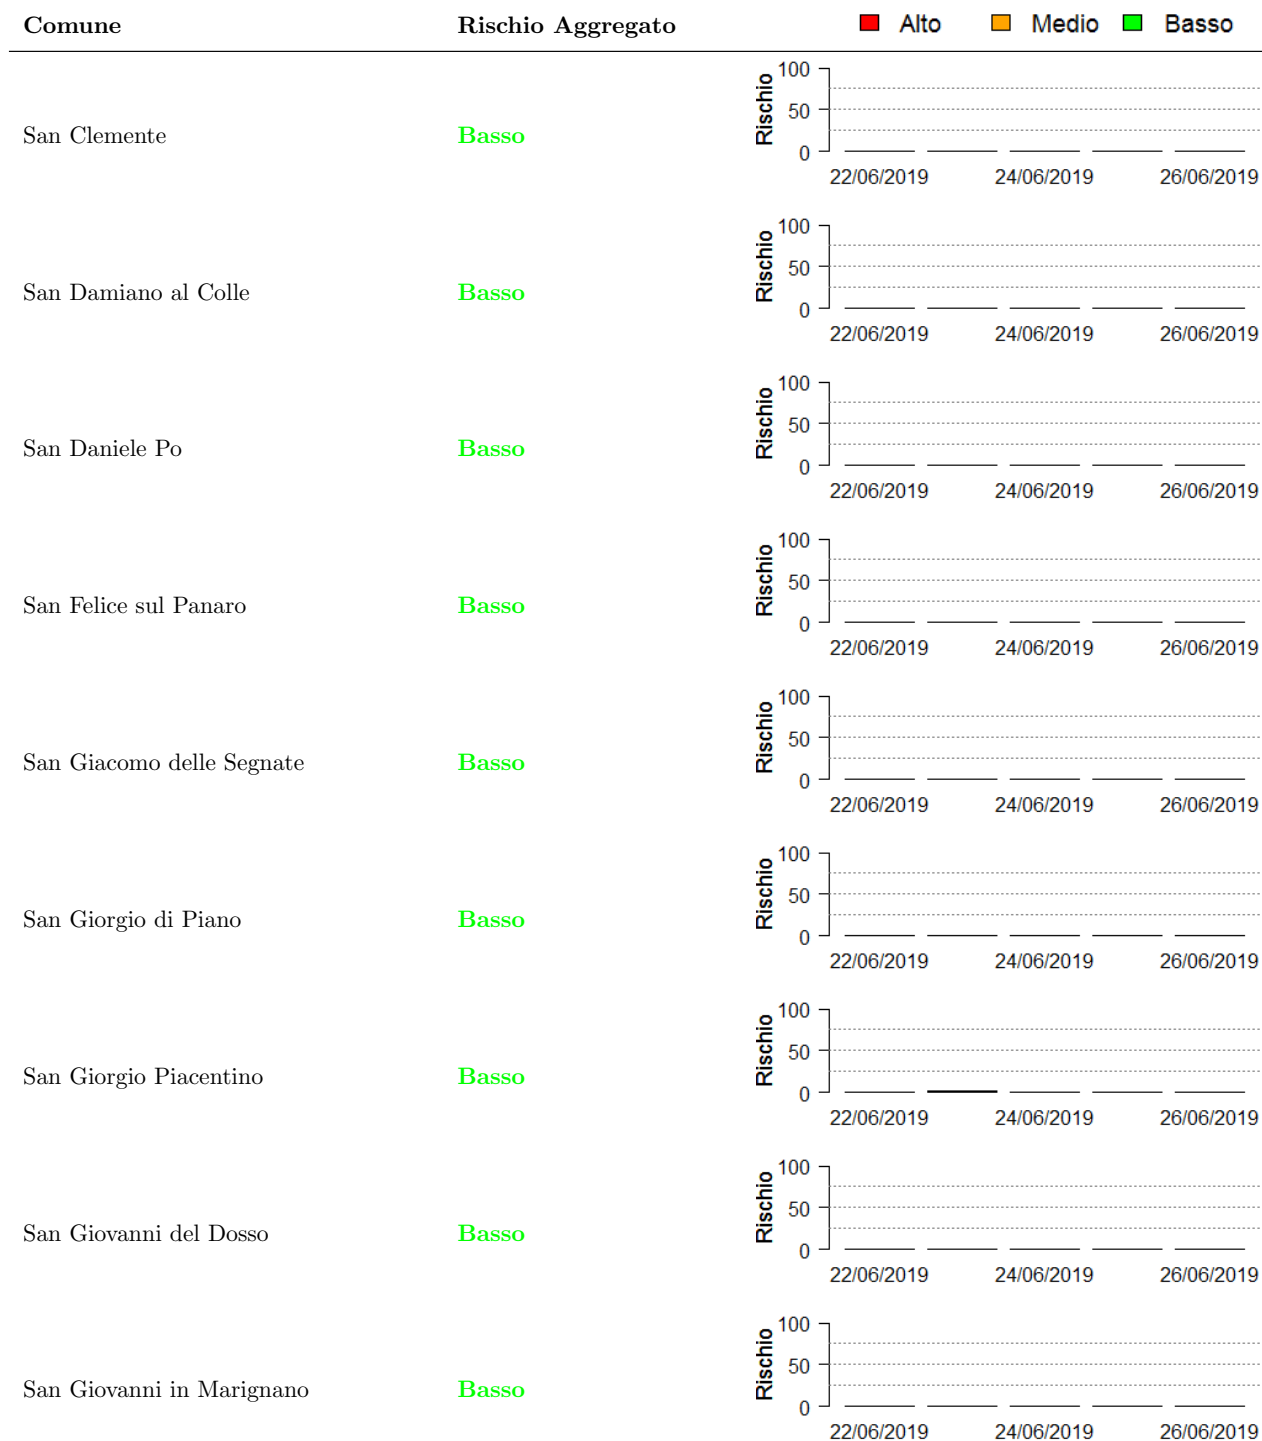 Comune Rischio Aggregato Alto Medio Basso
100
50
0
Rischio
San Clemente Basso
22/06/2019 24/06/2019 26/06/2019
100
50
0
Rischio
San Damiano al Colle Basso
22/06/2019 24/06/2019 26/06/2019
100
50
0
Rischio
San Daniele Po Basso
22/06/2019 24/06/2019 26/06/2019
100
50
0
Rischio
San Felice sul Panaro Basso
22/06/2019 24/06/2019 26/06/2019
100
50
0
Rischio
San Giacomo delle Segnate Basso
22/06/2019 24/06/2019 26/06/2019
100
50
0
Rischio
San Giorgio di Piano Basso
22/06/2019 24/06/2019 26/06/2019
100
50
0
Rischio
San Giorgio Piacentino Basso
22/06/2019 24/06/2019 26/06/2019
100
50
0
Rischio
San Giovanni del Dosso Basso
22/06/2019 24/06/2019 26/06/2019
100
50
0
Rischio
San Giovanni in Marignano Basso
22/06/2019 24/06/2019 26/06/2019